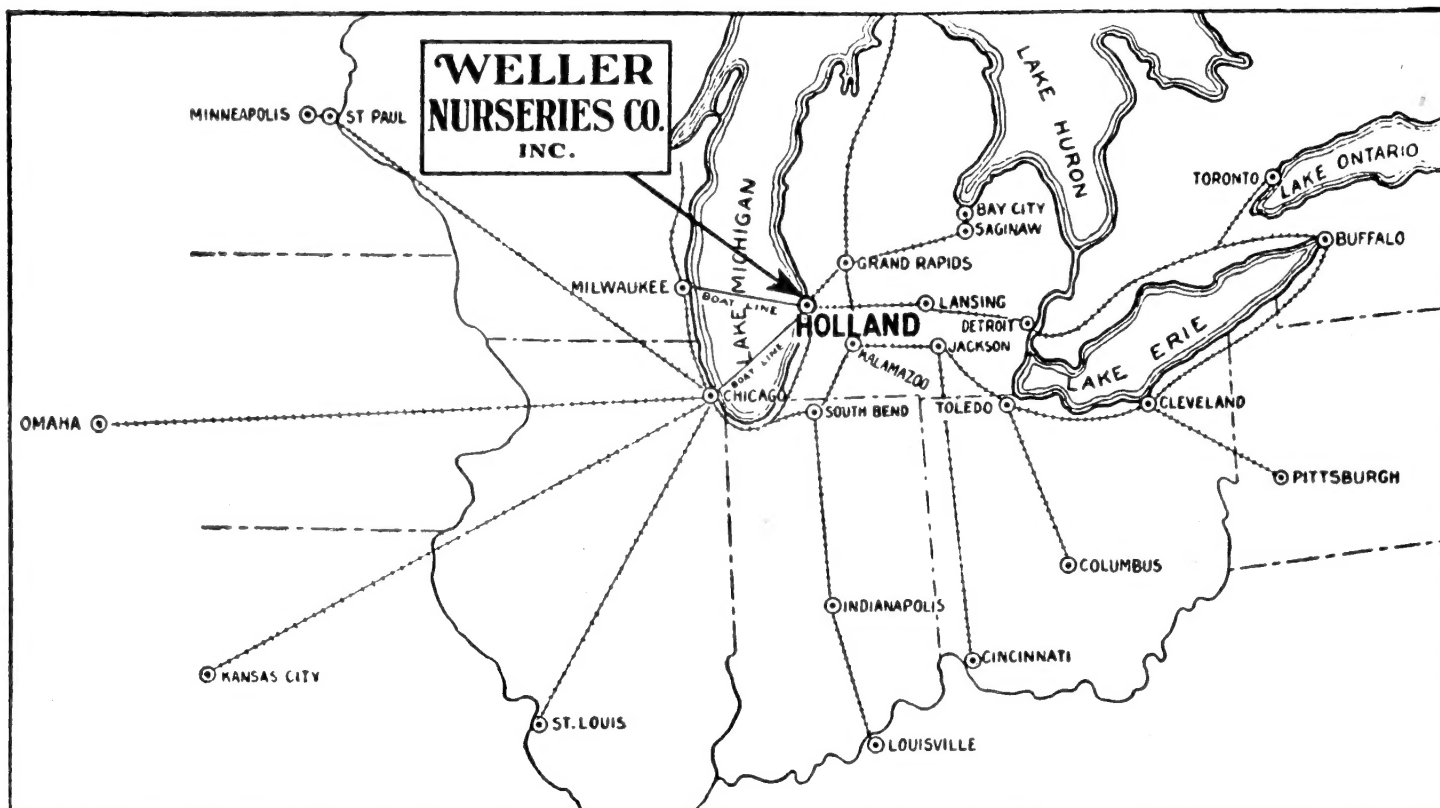 WELLER
NURSERIES CO.
INC.
MINNEAPOLIS
ST PAUL
LAKE HURON
TORONTO
LAKE ONTARIO
BAY CITY
SAGINAW
BUFFALO
LAKE MICHIGAN
GRAND RAPIDS
MILWAUKEE
BOAT LINE
LANSING
HOLLAND
DETROIT
JACKSON
KALAMAZOO
LAKE ERIE
BOAT LINE
CHICAGO
SOUTH BEND
TOLEDO
CLEVELAND
OMAHA
PITTSBURGH
COLUMBUS
INDIANAPOLIS
CINCINNATI
KANSAS CITY
ST. LOUIS
LOUISVILLE